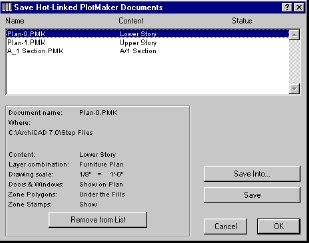 Save Hot-Linked PlotMaker Documents
Name Content Status
Plan-0.PMK Lower Story
Plan-1.PMK Upper Story
A_1 Section.PMK A/1 Section
Document name: Plan-0.PMK
Where:
C:\ArchiCAD 7.0\Step Files
Content: Lower Story
Layer combination: Furniture Plan
Drawing scale: 1/8" = 1'-0"
Doors & Windows: Show on Plan
Zone Polygons: Under the Fills
Zone Stamps: Show
Save Into...
Save
Remove from List
Cancel OK